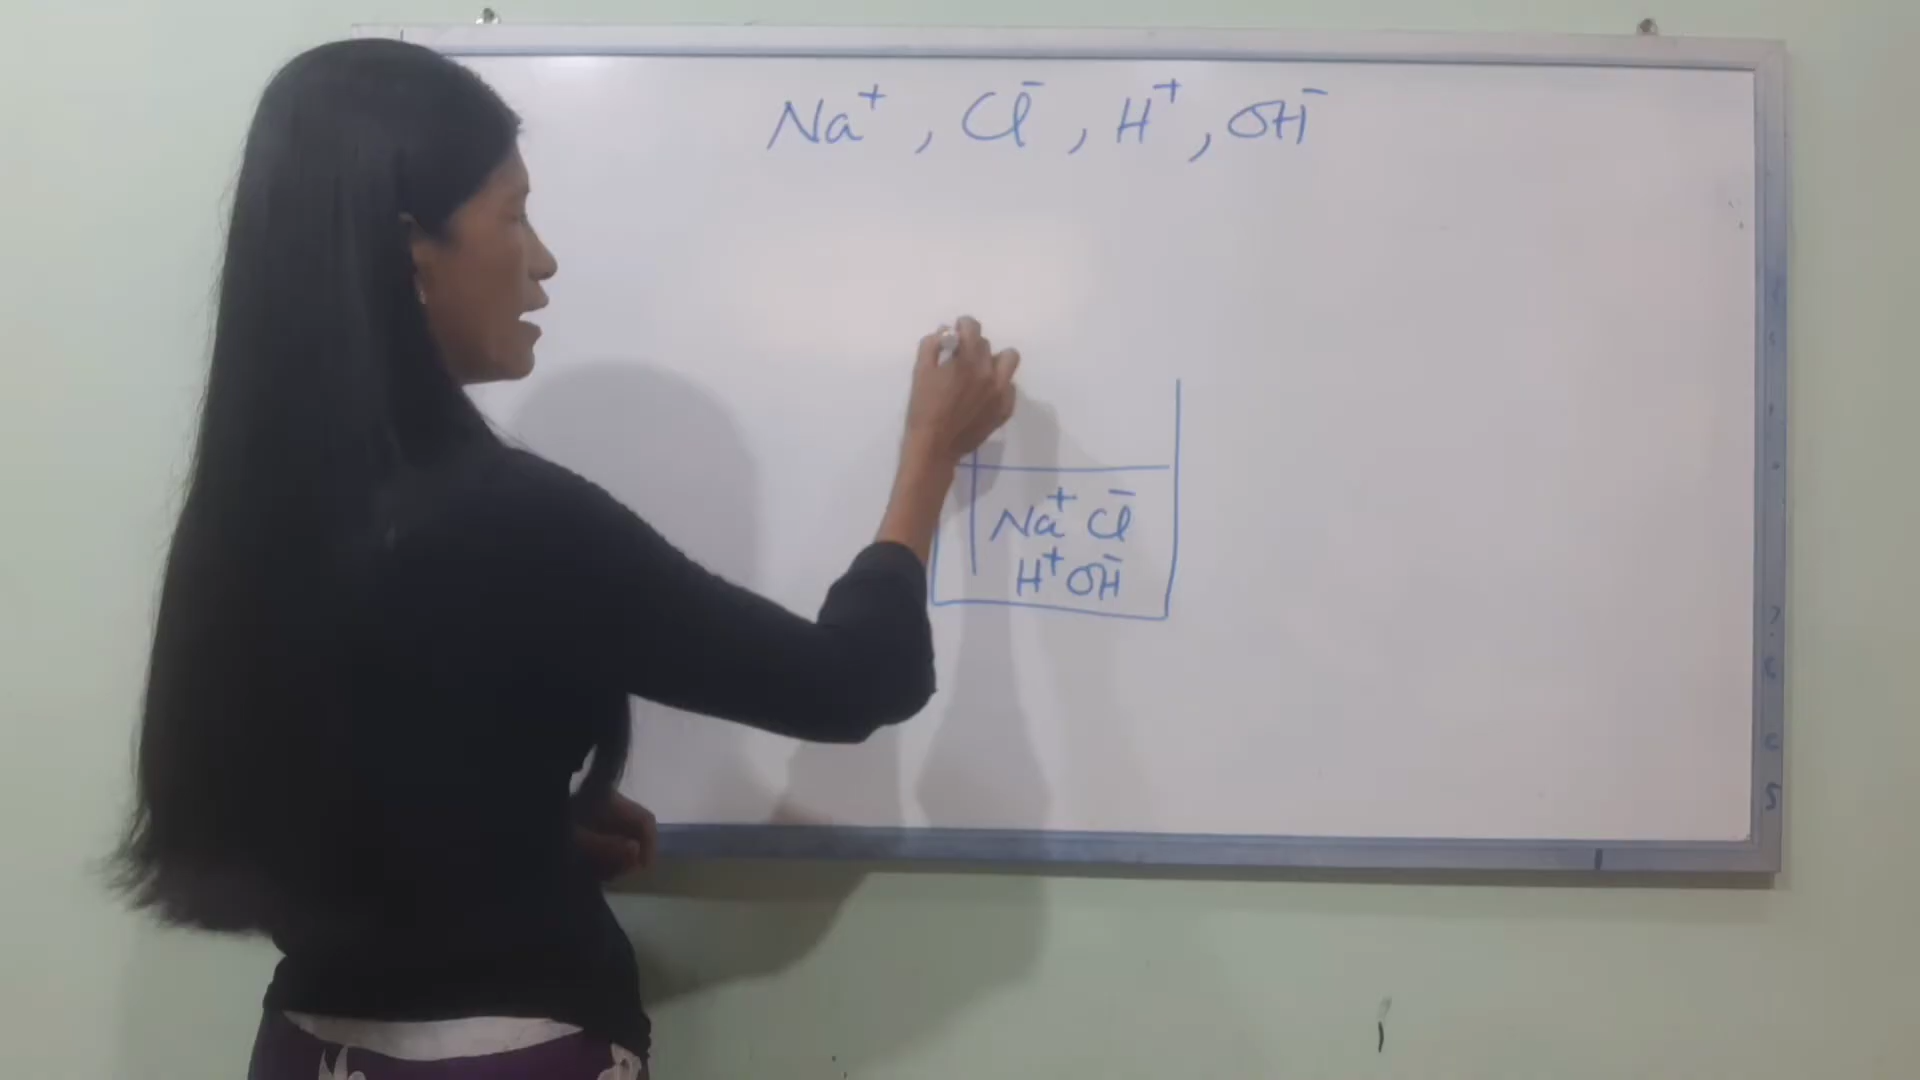 Na⁺, Cl⁻, H⁺, OH⁻
Na⁺ Cl⁻
H⁺ OH⁻